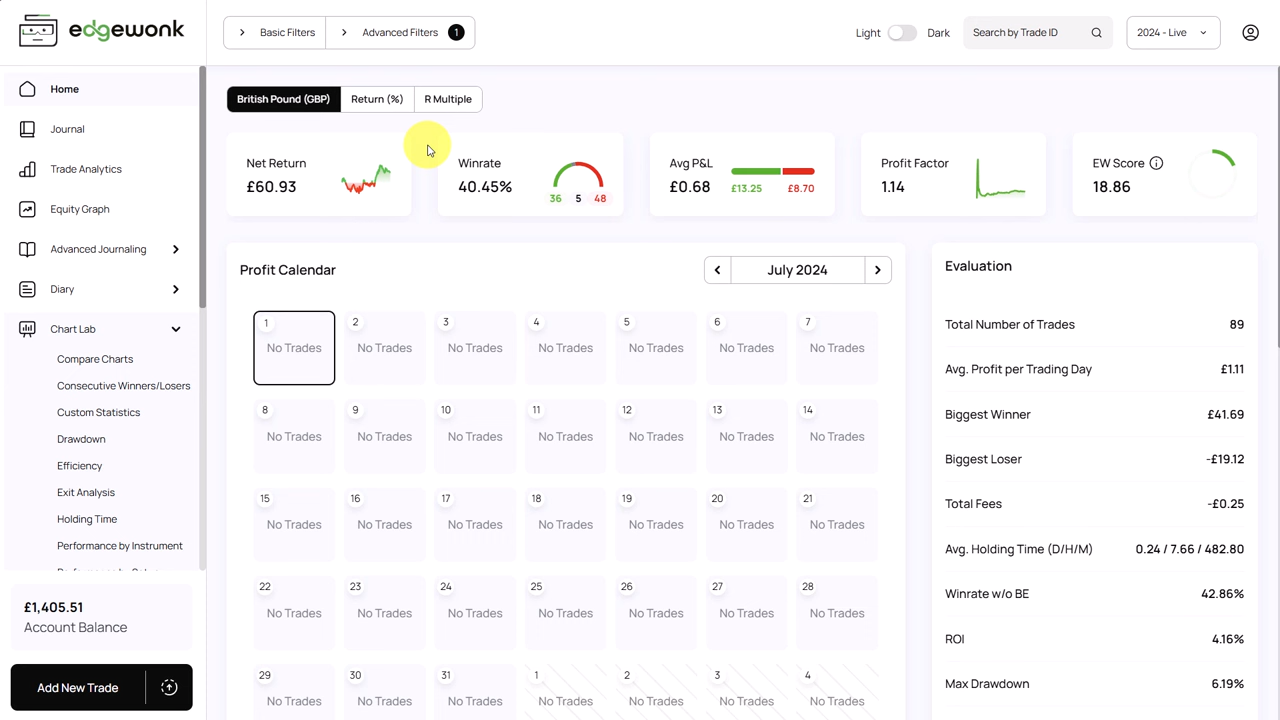 edgewonk
Basic Filters
Advanced Filters 1
Light Dark
Search by Trade ID
2024 - Live
Home
Journal
Trade Analytics
Equity Graph
Advanced Journaling
Diary
Chart Lab
Compare Charts
Consecutive Winners/Losers
Custom Statistics
Drawdown
Efficiency
Exit Analysis
Holding Time
Performance by Instrument
£1,405.51
Account Balance
Add New Trade
British Pound (GBP) Return (%) R Multiple
Net Return
£60.93
Winrate
40.45%
36 5 48
Avg P&L
£0.68
£13.25 £8.70
Profit Factor
1.14
EW Score
18.86
Profit Calendar
July 2024
1 2 3 4 5 6 7
No Trades No Trades No Trades No Trades No Trades No Trades No Trades
8 9 10 11 12 13 14
No Trades No Trades No Trades No Trades No Trades No Trades No Trades
15 16 17 18 19 20 21
No Trades No Trades No Trades No Trades No Trades No Trades No Trades
22 23 24 25 26 27 28
No Trades No Trades No Trades No Trades No Trades No Trades No Trades
29 30 31 1 2 3 4
No Trades No Trades No Trades No Trades No Trades No Trades No Trades
Evaluation
Total Number of Trades 89
Avg. Profit per Trading Day £1.11
Biggest Winner £41.69
Biggest Loser -£19.12
Total Fees -£0.25
Avg. Holding Time (D/H/M) 0.24 / 7.66 / 482.80
Winrate w/o BE 42.86%
ROI 4.16%
Max Drawdown 6.19%